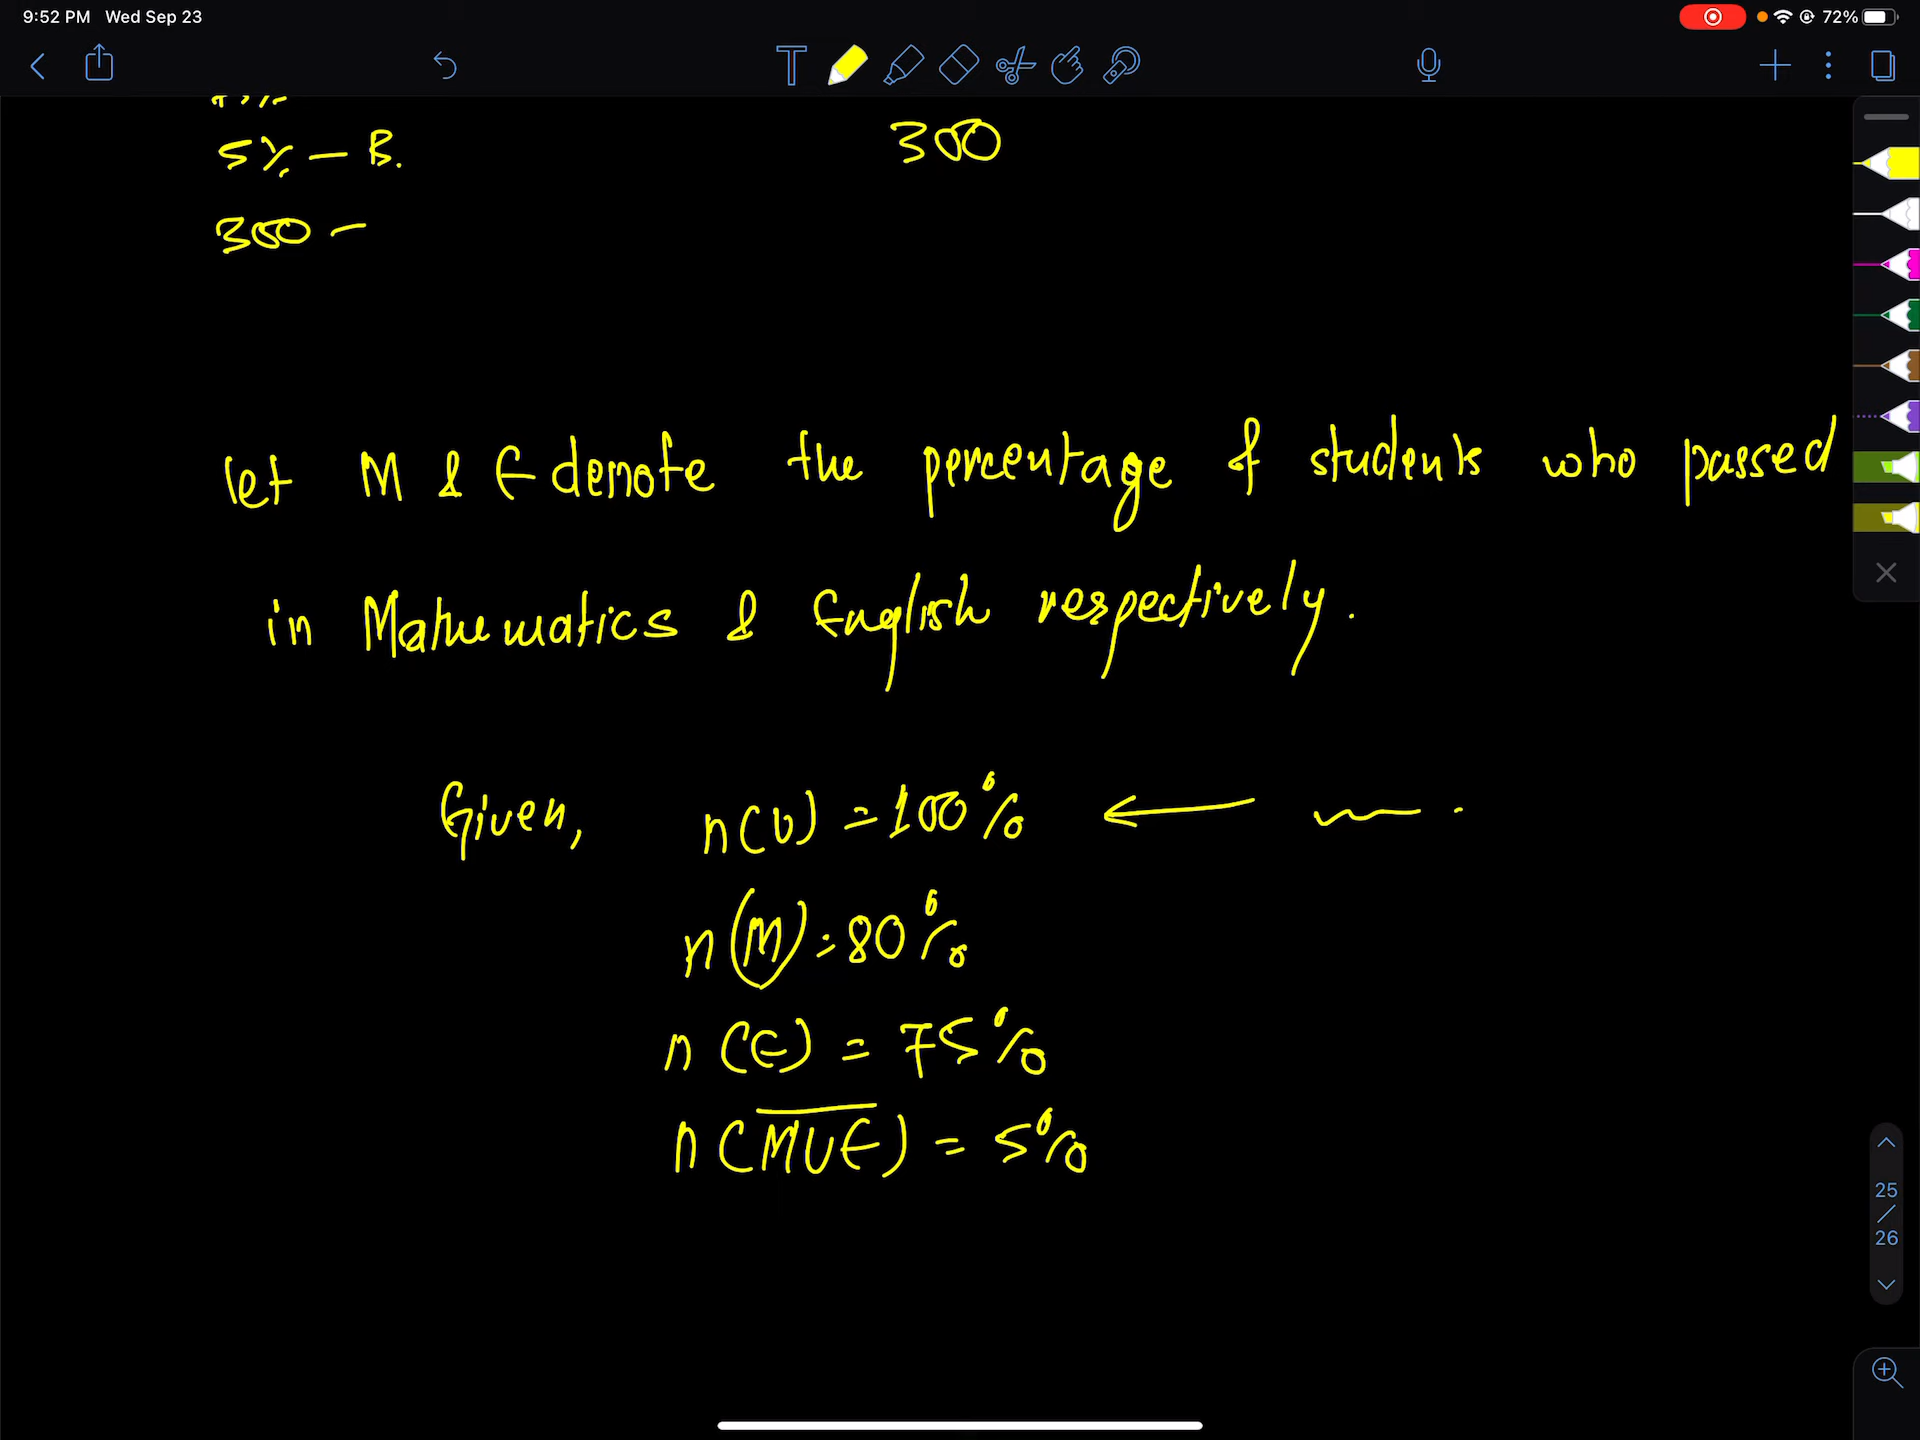 9:52 PM Wed Sep 23
72%
5% – B.
300
300 –
let M & E denote the percentage of students who passed
in Mathematics & English respectively.
Given, n(U) = 100% ←
n(M) = 80%
n(E) = 75%
n(\overline{M∪E}) = 5%
25
/
26